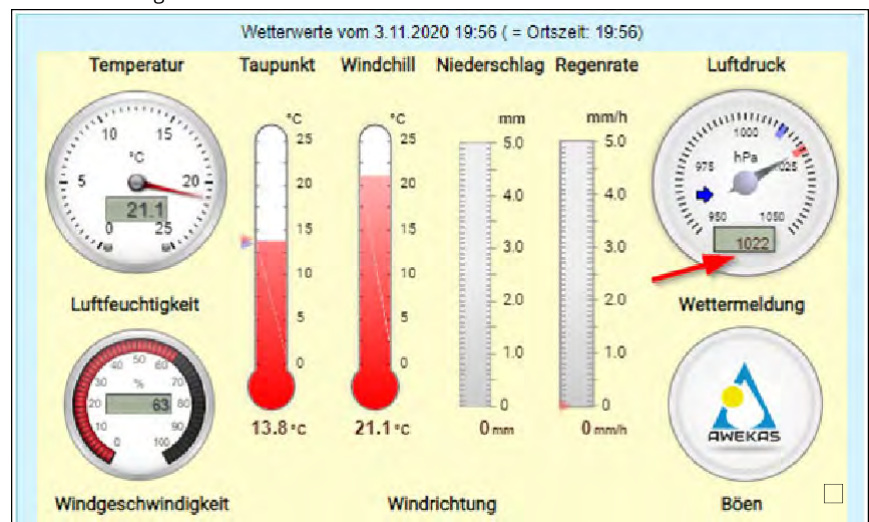 Wetterwerte vom 3.11.2020 19:56 ( = Ortszeit: 19:56)
Temperatur Taupunkt Windchill Niederschlag Regenrate Luftdruck
°C
0 5 10 15 20 25
21.1
°C
25
20
15
10
5
0
13.8 °C
°C
25
20
15
10
5
0
21.1 °C
mm
5.0
4.0
3.0
2.0
1.0
0
0 mm
mm/h
5.0
4.0
3.0
2.0
1.0
0
0 mm/h
hPa
950 975 1000 1025 1050
1022
Luftfeuchtigkeit
%
0 10 20 30 40 50 60 70 80 90 100
63
Wettermeldung
AWEKAS
Windgeschwindigkeit Windrichtung Böen